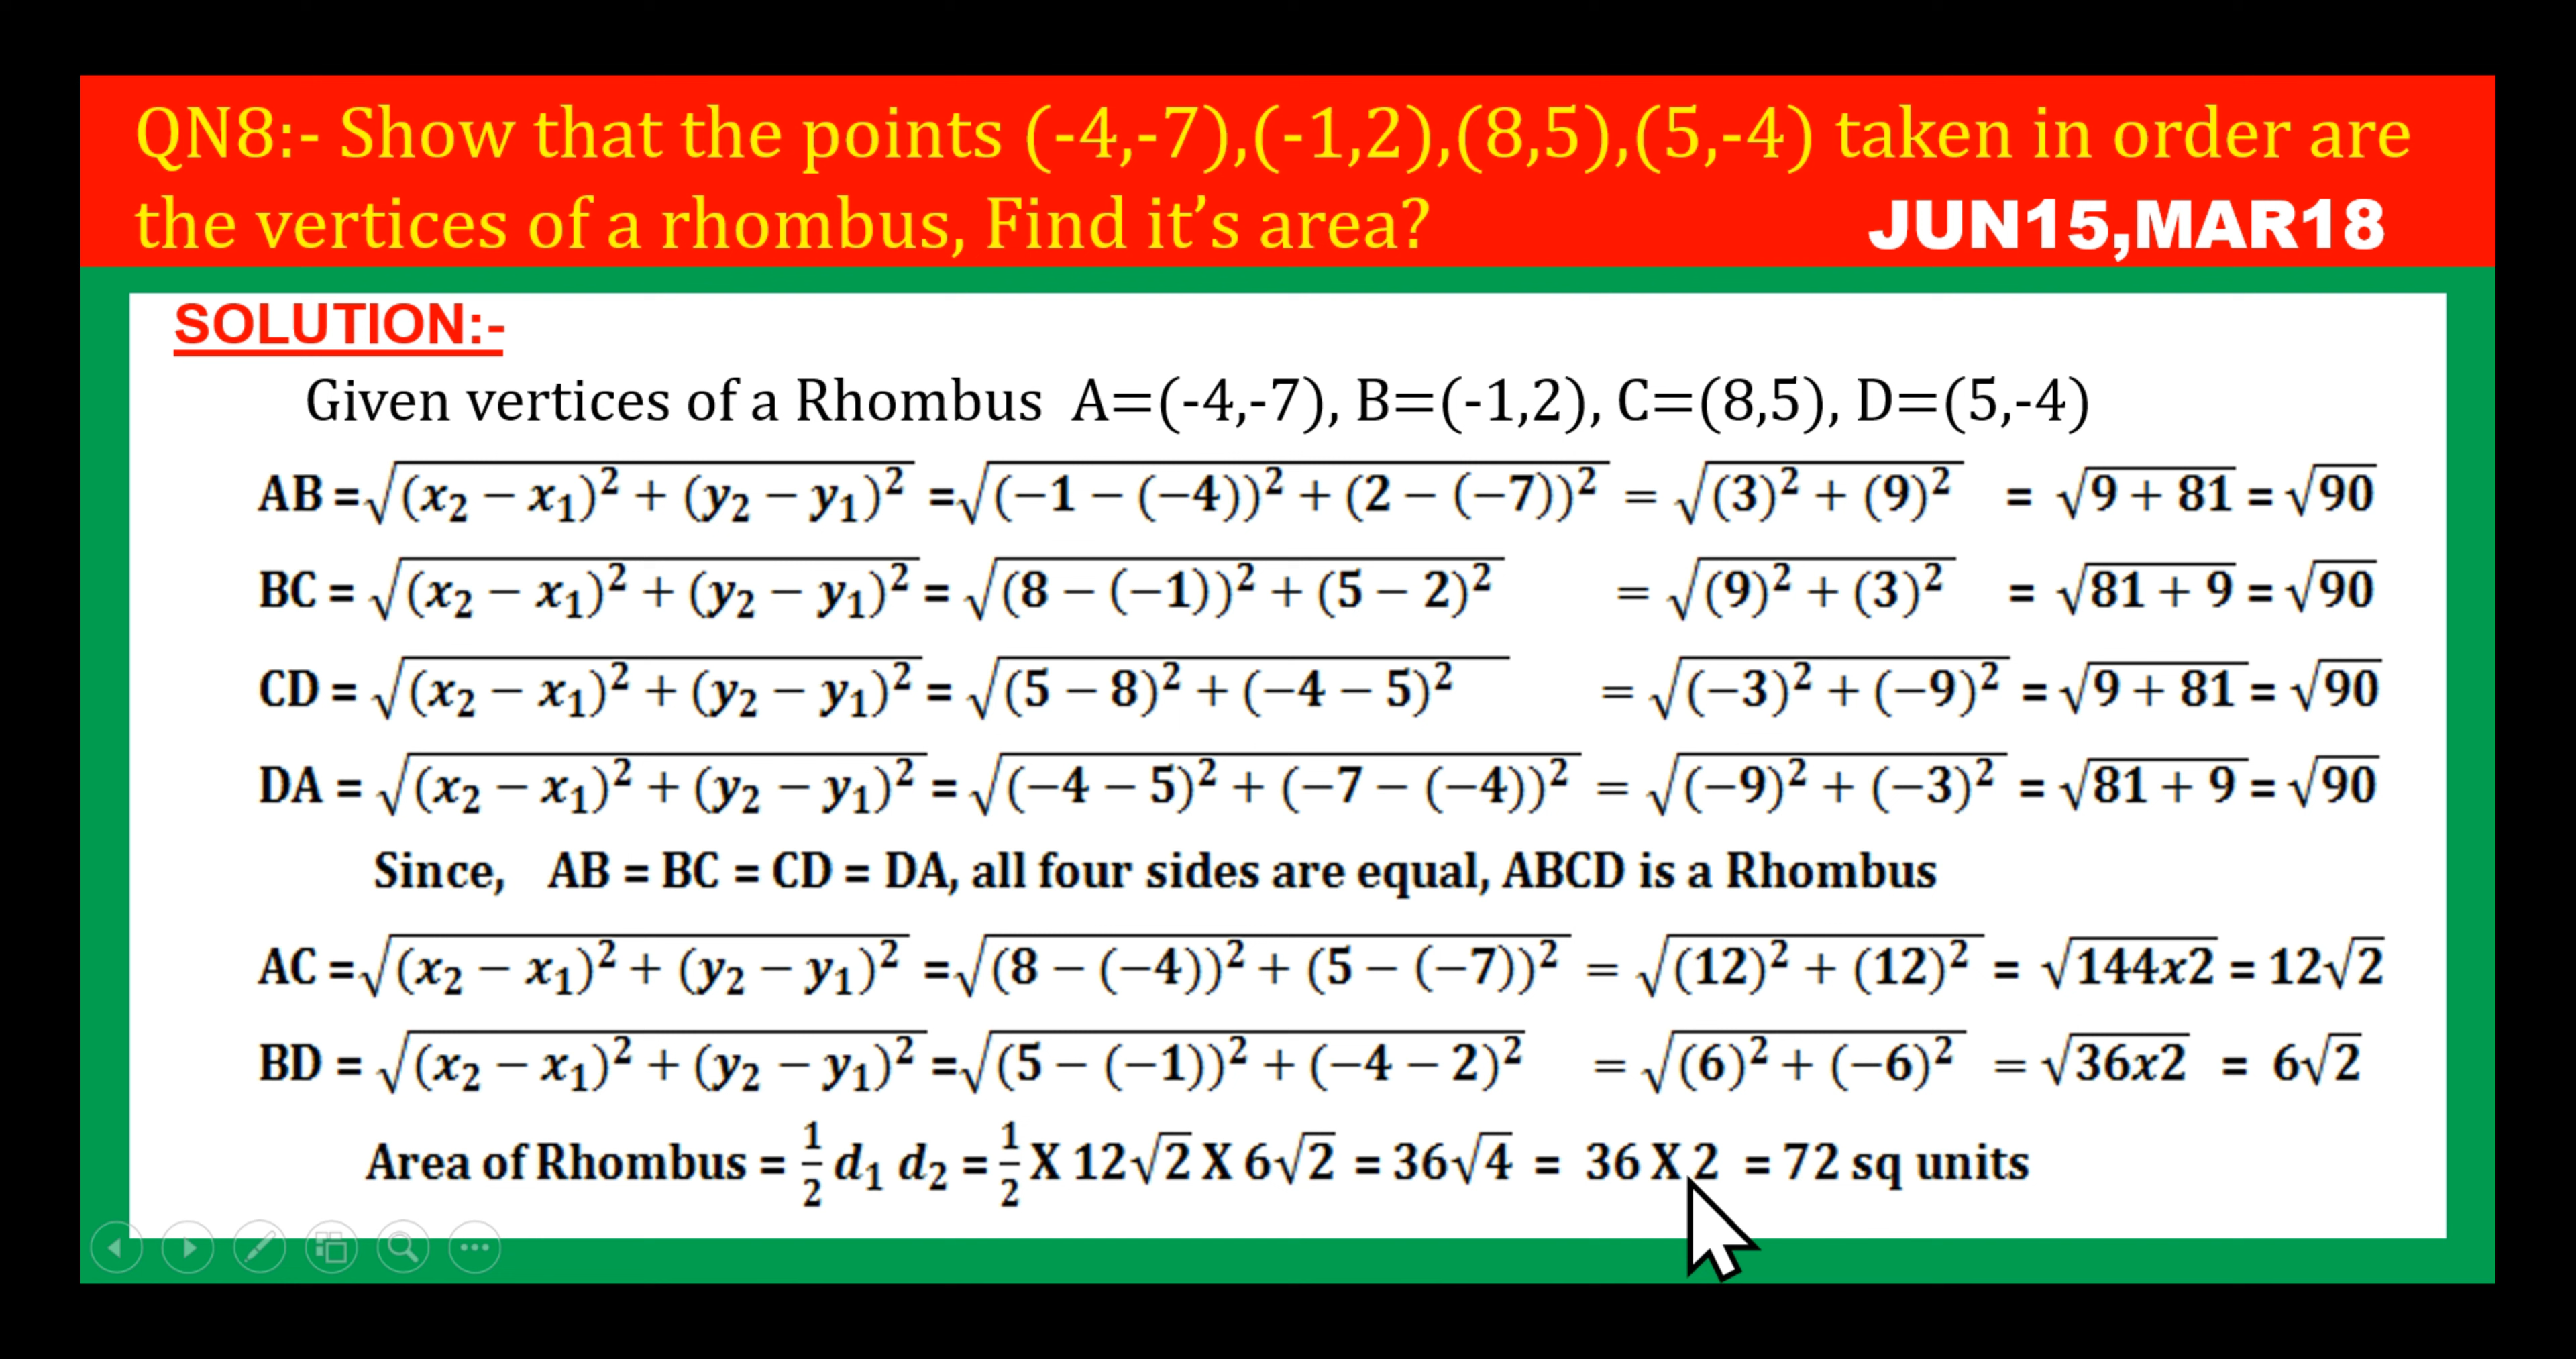 QN8:- Show that the points (-4,-7),(-1,2),(8,5),(5,-4) taken in order are
the vertices of a rhombus, Find it’s area? JUN15,MAR18
SOLUTION:-
Given vertices of a Rhombus A=(-4,-7), B=(-1,2), C=(8,5), D=(5,-4)
AB =√(x₂ − x₁)² + (y₂ − y₁)² =√(−1 − (−4))² + (2 − (−7))² = √(3)² + (9)² = √9 + 81 = √90
BC = √(x₂ − x₁)² + (y₂ − y₁)² = √(8 − (−1))² + (5 − 2)² = √(9)² + (3)² = √81 + 9 = √90
CD = √(x₂ − x₁)² + (y₂ − y₁)² = √(5 − 8)² + (−4 − 5)² = √(−3)² + (−9)² = √9 + 81 = √90
DA = √(x₂ − x₁)² + (y₂ − y₁)² = √(−4 − 5)² + (−7 − (−4))² = √(−9)² + (−3)² = √81 + 9 = √90
Since, AB = BC = CD = DA, all four sides are equal, ABCD is a Rhombus
AC =√(x₂ − x₁)² + (y₂ − y₁)² =√(8 − (−4))² + (5 − (−7))² = √(12)² + (12)² = √144x2 = 12√2
BD = √(x₂ − x₁)² + (y₂ − y₁)² =√(5 − (−1))² + (−4 − 2)² = √(6)² + (−6)² = √36x2 = 6√2
Area of Rhombus = 1/2 d₁ d₂ = 1/2 X 12√2 X 6√2 = 36√4 = 36 X 2 = 72 sq units